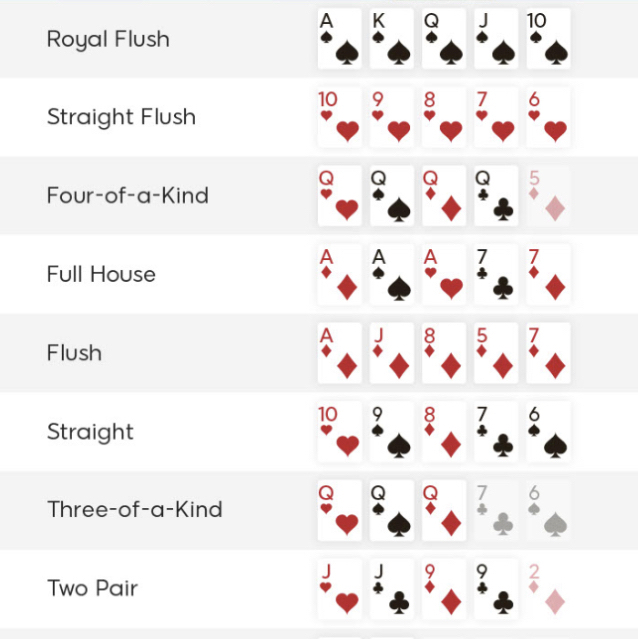 Royal Flush A K Q J 10
Straight Flush 10 9 8 7 6
Four-of-a-Kind Q Q Q Q 5
Full House A A A 7 7
Flush A J 8 5 7
Straight 10 9 8 7 6
Three-of-a-Kind Q Q Q 7 6
Two Pair J J 9 9 2